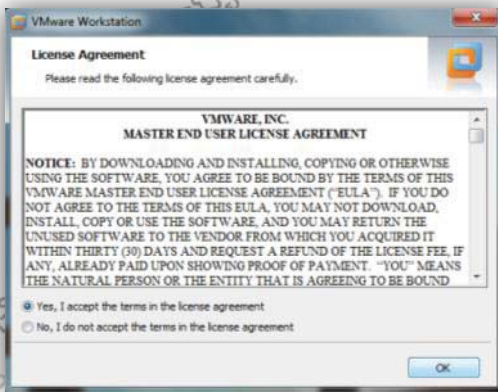 VMware Workstation
License Agreement
Please read the following license agreement carefully.
VMWARE, INC.
MASTER END USER LICENSE AGREEMENT
NOTICE: BY DOWNLOADING AND INSTALLING, COPYING OR OTHERWISE
USING THE SOFTWARE, YOU AGREE TO BE BOUND BY THE TERMS OF THIS
VMWARE MASTER END USER LICENSE AGREEMENT (“EULA”). IF YOU DO
NOT AGREE TO THE TERMS OF THIS EULA, YOU MAY NOT DOWNLOAD,
INSTALL, COPY OR USE THE SOFTWARE, AND YOU MAY RETURN THE
UNUSED SOFTWARE TO THE VENDOR FROM WHICH YOU ACQUIRED IT
WITHIN THIRTY (30) DAYS AND REQUEST A REFUND OF THE LICENSE FEE, IF
ANY, ALREADY PAID UPON SHOWING PROOF OF PAYMENT. “YOU” MEANS
THE NATURAL PERSON OR THE ENTITY THAT IS AGREEING TO BE BOUND
Yes, I accept the terms in the license agreement
No, I do not accept the terms in the license agreement
OK